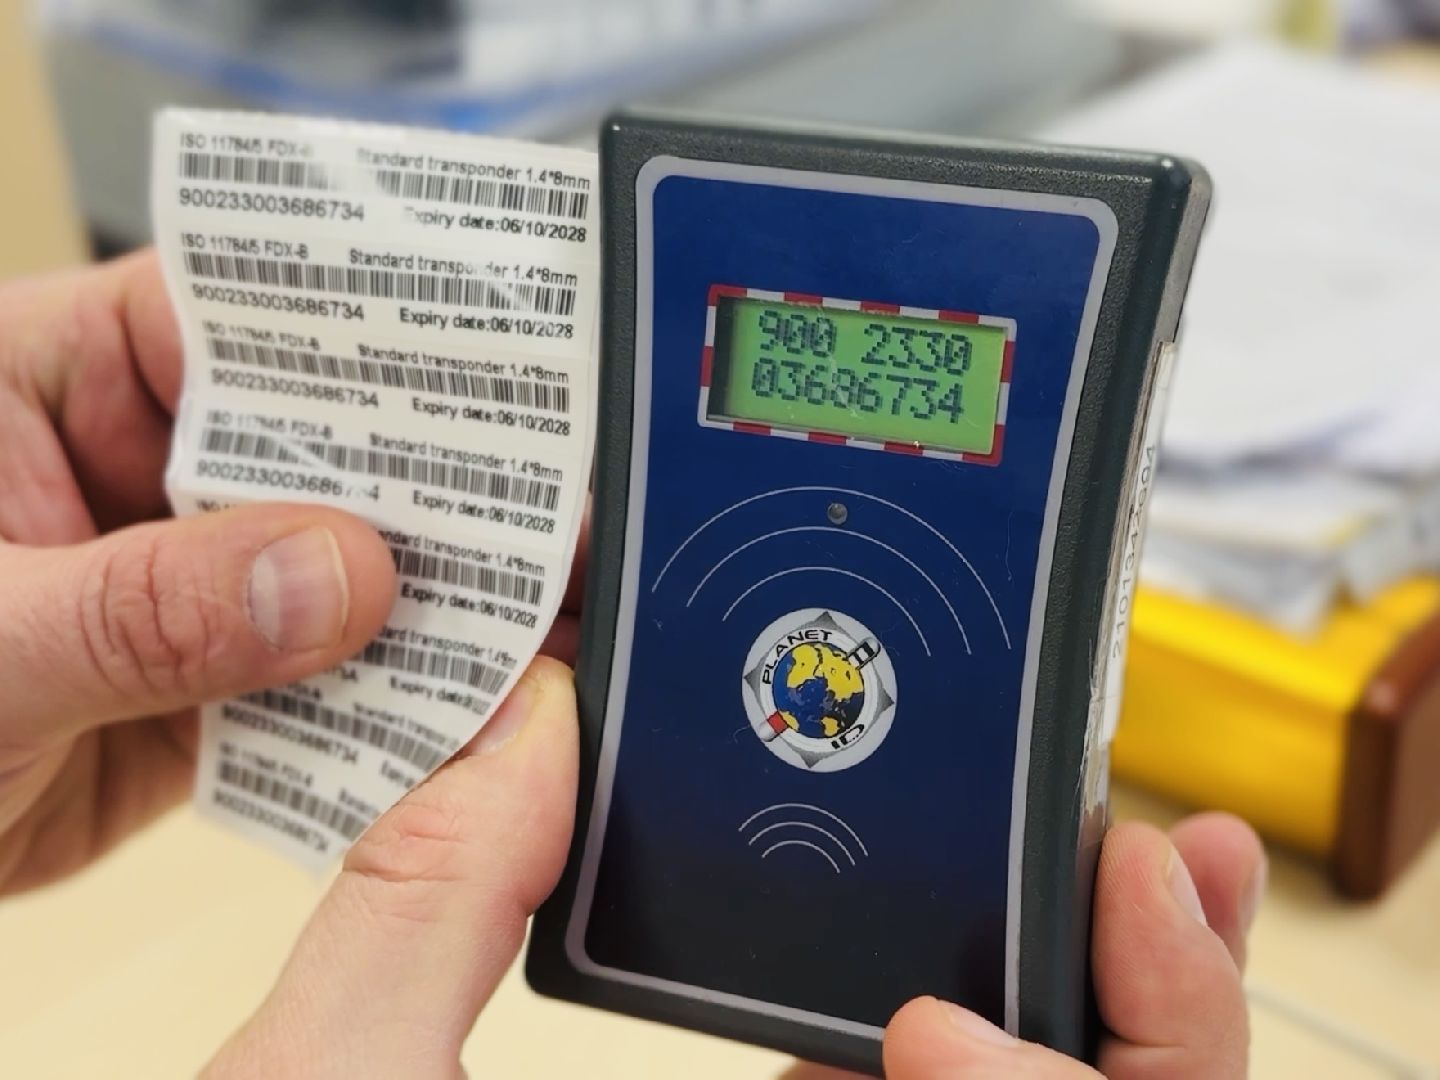 ISO 11784/5 FDX-B
Standard transponder 1.4*8mm
900233003686734
Expiry date:06/10/2028
ISO 11784/5 FDX-B
Standard transponder 1.4*8mm
900233003686734
Expiry date:06/10/2028
ISO 11784/5 FDX-B
Standard transponder 1.4*8mm
900233003686734
Expiry date:06/10/2028
ISO 11784/5 FDX-B
Standard transponder 1.4*8mm
Expiry date:06/10/2028
transponder 1.4*8mm
Expiry date:06/10/2028
transponder
Expiry
Standard transponder
900233003686734
900 2330
03686734
PLANET
ID